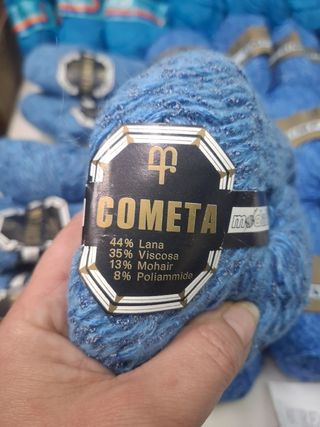 COMETA
44% Lana
35% Viscosa
13% Mohair
8% Poliammide